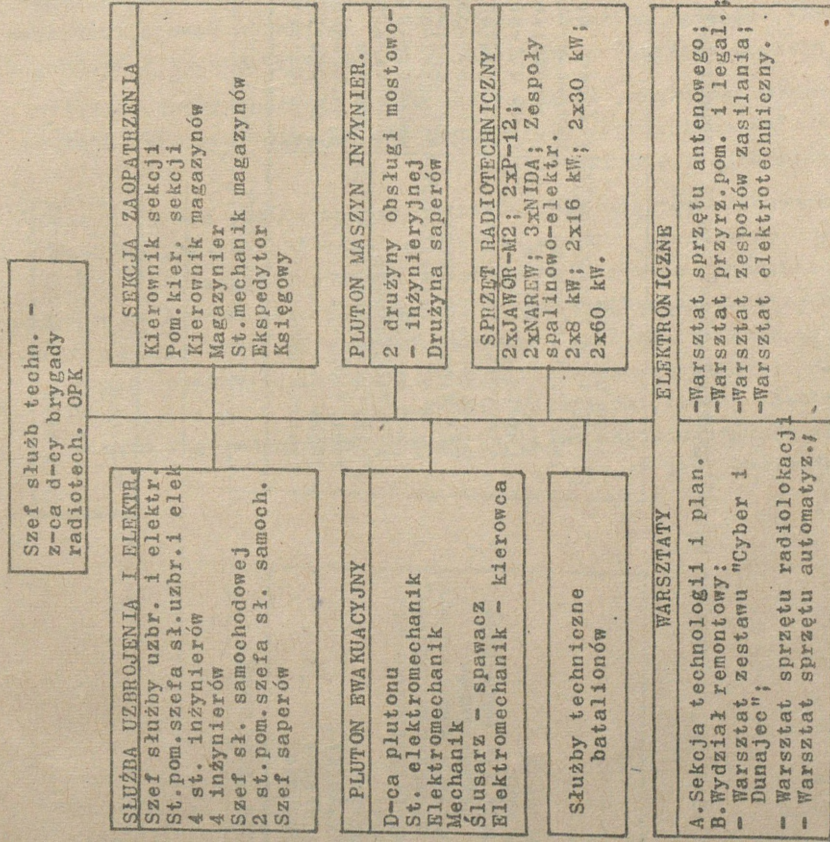 Szef służb techn. -
z-ca d-cy brygady
radiotech. OPK
SŁUŻBA UZBROJENIA I ELEKTR.
Szef służby uzbr. i elektr.
St.pom.szefa sł.uzbr.i elek
4 st. inżynierów
4 inżynierów
Szef sł. samochodowej
2 st.pom.szefa sł. samoch.
Szef saperów
SEKCJA ZAOPATRZENIA
Kierownik sekcji
Pom.kier. sekcji
Kierownik magazynów
Magazynier
St.mechanik magazynów
Ekspedytor
Księgowy
PLUTON EWAKUACYJNY
D-ca plutonu
St. elektromechanik
Elektromechanik
Mechanik
Ślusarz - spawacz
Elektromechanik - kierowca
PLUTON MASZYN INŻYNIER.
2 drużyny obsługi mostowo-
- inżynieryjnej
Drużyna saperów
Służby techniczne
batalionów
SPRZĘT RADIOTECHNICZNY
2xJAWOR-M2; 2xP-12;
2xNAREW; 3xNIDA; Zespoły
spalinowo-elektr.
2x8 kW; 2x16 kW; 2x30 kW;
2x60 kW.
WARSZTATY ELEKTRONICZNE
A.Sekcja technologii i plan.
B.Wydział remontowy:
- Warsztat zestawu "Cyber i
Dunajec";
- Warsztat sprzętu radiolokacji
- Warsztat sprzętu automatyz.;
-Warsztat sprzętu antenowego;
-Warsztat przyrz.pom. i legal.;
-Warsztat zespołów zasilania;
-Warsztat elektrotechniczny.